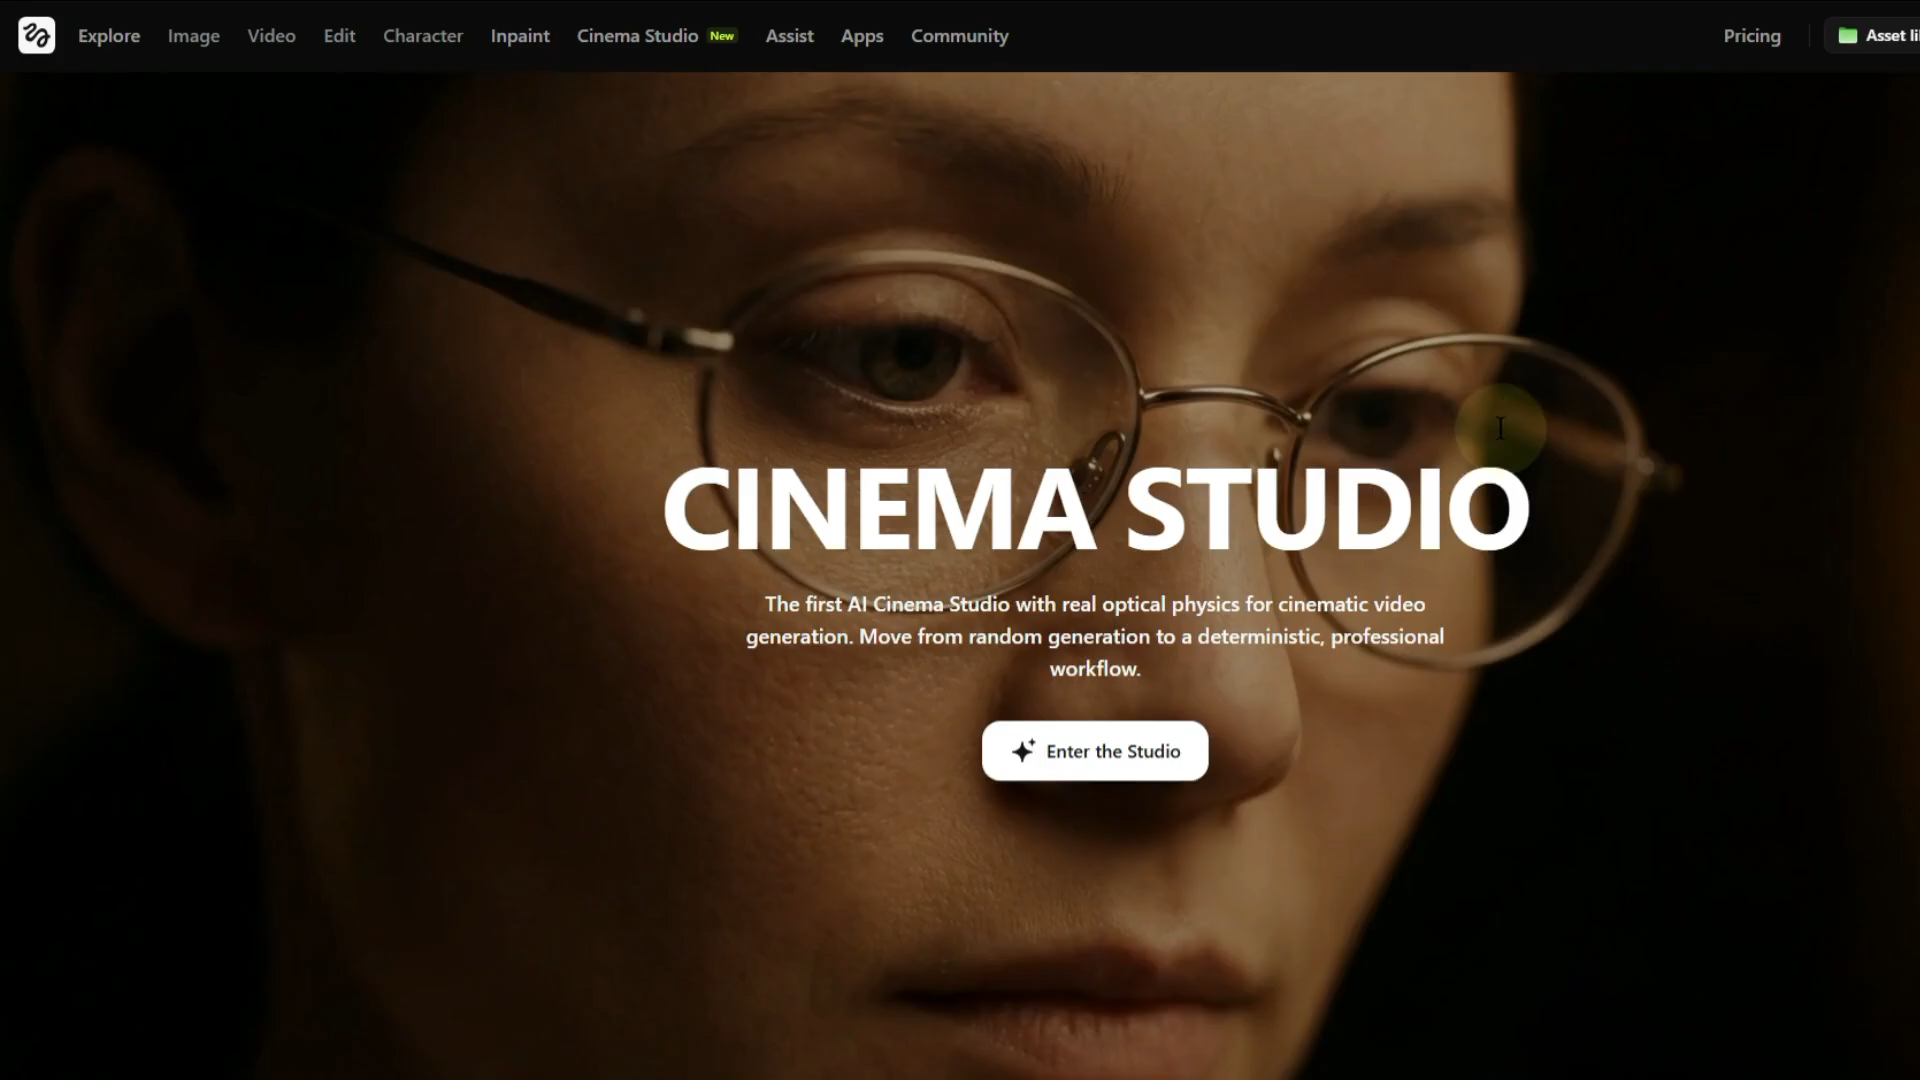 Explore Image Video Edit Character Inpaint Cinema Studio New Assist Apps Community Pricing Asset li
CINEMA STUDIO
The first AI Cinema Studio with real optical physics for cinematic video
generation. Move from random generation to a deterministic, professional
workflow.
Enter the Studio